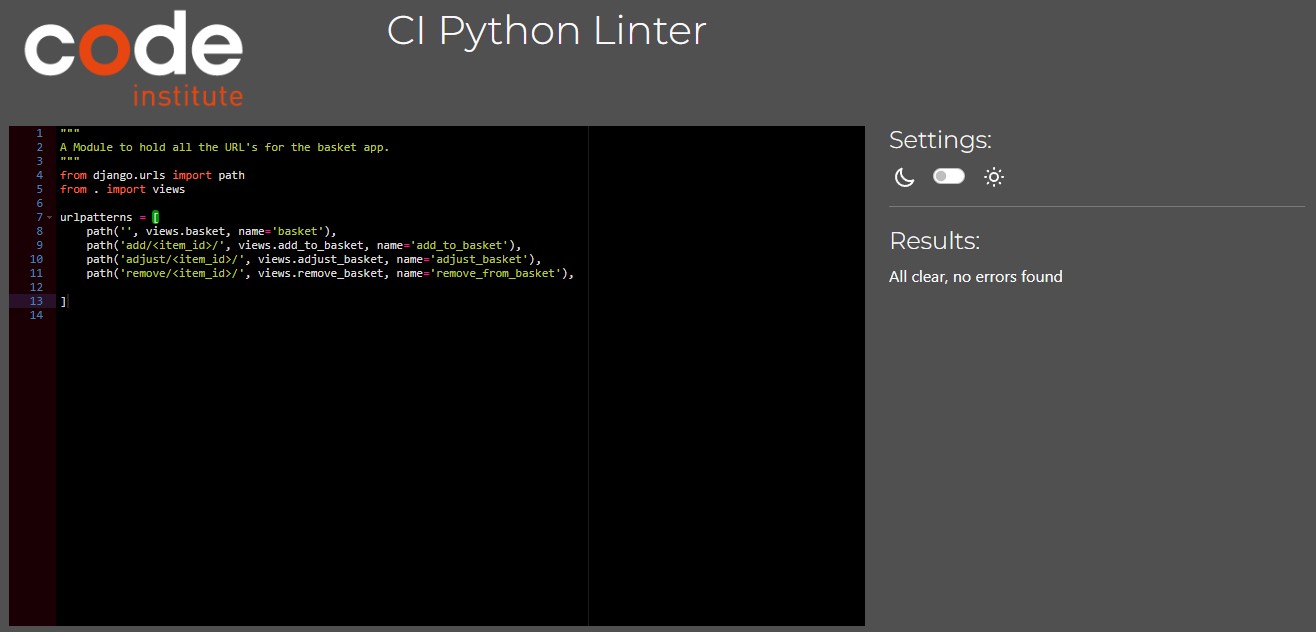 code
institute
CI Python Linter
1 """
2 A Module to hold all the URL's for the basket app.
3 """
4 from django.urls import path
5 from . import views
6
7 urlpatterns = [
8     path('', views.basket, name='basket'),
9     path('add/<item_id>/', views.add_to_basket, name='add_to_basket'),
10     path('adjust/<item_id>/', views.adjust_basket, name='adjust_basket'),
11     path('remove/<item_id>/', views.remove_basket, name='remove_from_basket'),
12
13 ]
14
Settings:
Results:
All clear, no errors found